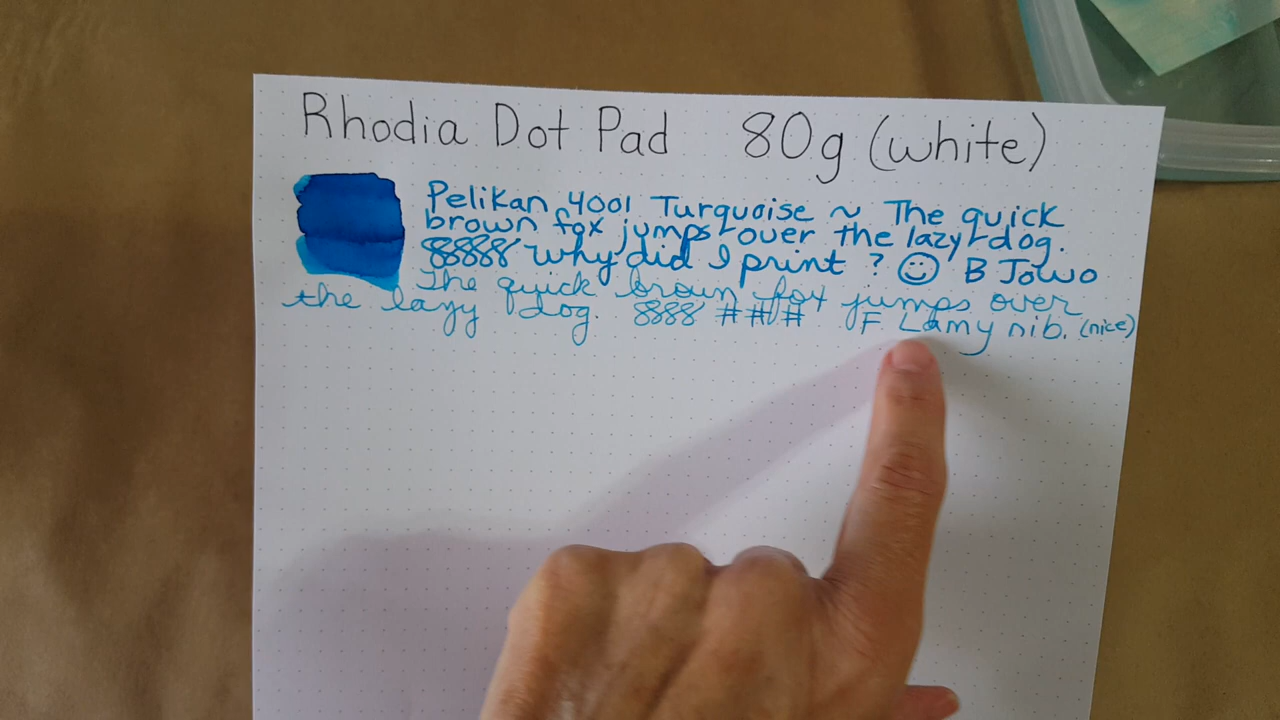 Rhodia Dot Pad 80g (white)
Pelikan 4001 Turquoise ~ The quick
brown fox jumps over the lazy dog.
88888 Why did I print ? ☺ B Jowo
The quick brown fox jumps over
the lazy dog. 8888 ### F Lamy nib. (nice)